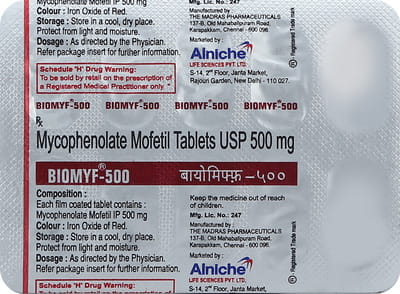 Mycophenolate Mofetil IP 500 mg
Colour : Iron Oxide of Red.
Storage : Store in a cool, dry place.
Protect from light and moisture.
Dosage : As directed by the Physician.
Refer package insert for further information.
Schedule "H" Drug Warning:
To be sold by retail on the prescription of
a Registered Medical Practitioner only."
Mfg. Lic. No.: 247
Manufactured by :
THE MADRAS PHARMACEUTICALS
137-B, Old Mahabalipuram Road,
Karapakkam, Chennai - 600 096.
Marketed by :
Alniche
LIFE SCIENCES PVT. LTD.
S-14, 2nd Floor, Janta Market,
Rajouri Garden, New Delhi - 110 027.
® Registered Trade mark
BIOMYF-500 BIOMYF-500 BIOMYF-500 BIOMYF-500
Rx
Mycophenolate Mofetil Tablets USP 500 mg
BIOMYF®-500 बायोमिफ्फ़-५००
Composition :
Each film coated tablet contains :
Mycophenolate Mofetil IP 500 mg
Colour : Iron Oxide of Red.
Storage : Store in a cool, dry place.
Protect from light and moisture.
Dosage : As directed by the Physician.
Refer package insert for further information.
Schedule "H" Drug Warning:
Keep the medicine out of reach
of children.
Mfg. Lic. No.: 247
Manufactured by :
THE MADRAS PHARMACEUTICALS
137-B, Old Mahabalipuram Road,
Karapakkam, Chennai - 600 096.
Marketed by :
Alniche
LIFE SCIENCES PVT. LTD.
S-14, 2nd Floor, Janta Market,
® Registered Trade mark